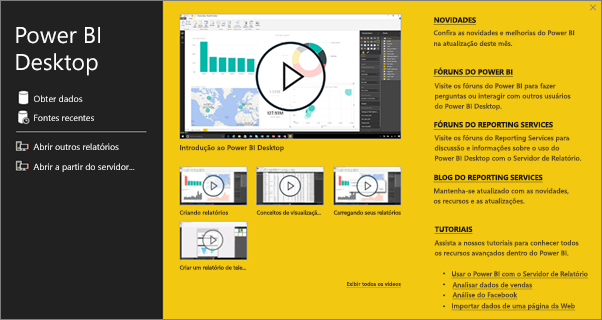 Power BI
Desktop
Obter dados
Fontes recentes
Abrir outros relatórios
Abrir a partir do servidor...
Introdução ao Power BI Desktop
Criando relatórios
Conceitos de visualizaçã...
Carregando seus relatórios
Criar um relatório de tele...
Exibir todos os vídeos
NOVIDADES
Confira as novidades e melhorias do Power BI
na atualização deste mês.
FÓRUNS DO POWER BI
Visite os fóruns do Power BI para fazer
perguntas ou interagir com outros usuários
do Power BI Desktop.
FÓRUNS DO REPORTING SERVICES
Visite os fóruns do Reporting Services para
discussão e informações sobre o uso do
Power BI Desktop com o Servidor de Relatório.
BLOG DO REPORTING SERVICES
Mantenha-se atualizado com as novidades,
os recursos e as atualizações.
TUTORIAIS
Assista a nossos tutoriais para conhecer todos
os recursos avançados dentro do Power BI.
• Usar o Power BI com o Servidor de Relatório
• Analisar dados de vendas
• Análise do Facebook
• Importar dados de uma página da Web